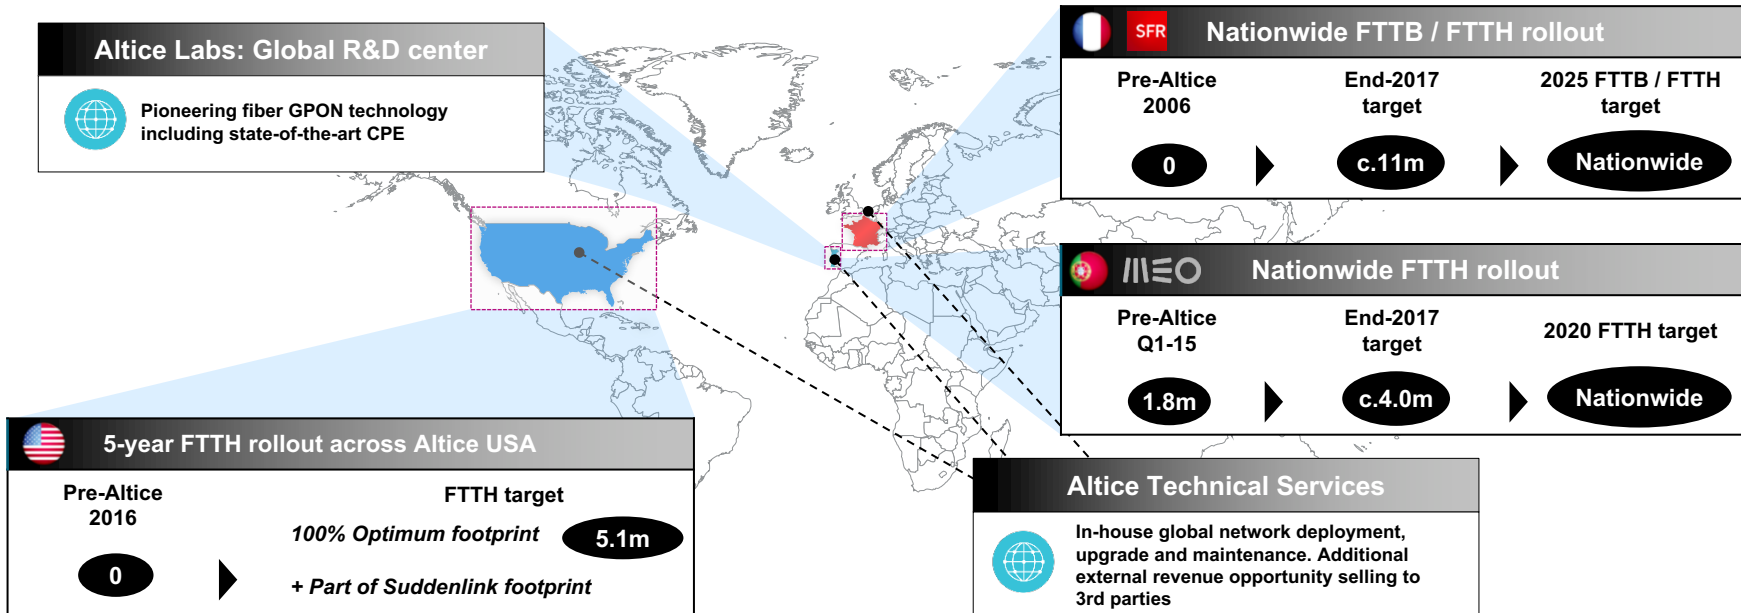 Altice Labs: Global R&D center
Pioneering fiber GPON technology
including state-of-the-art CPE
SFR
Nationwide FTTB / FTTH rollout
Pre-Altice
2006
End-2017
target
2025 FTTB / FTTH
target
0
c.11m
Nationwide
MEO
Nationwide FTTH rollout
Pre-Altice
Q1-15
End-2017
target
2020 FTTH target
1.8m
c.4.0m
Nationwide
5-year FTTH rollout across Altice USA
Pre-Altice
2016
FTTH target
100% Optimum footprint
5.1m
0
+ Part of Suddenlink footprint
Altice Technical Services
In-house global network deployment,
upgrade and maintenance. Additional
external revenue opportunity selling to
3rd parties